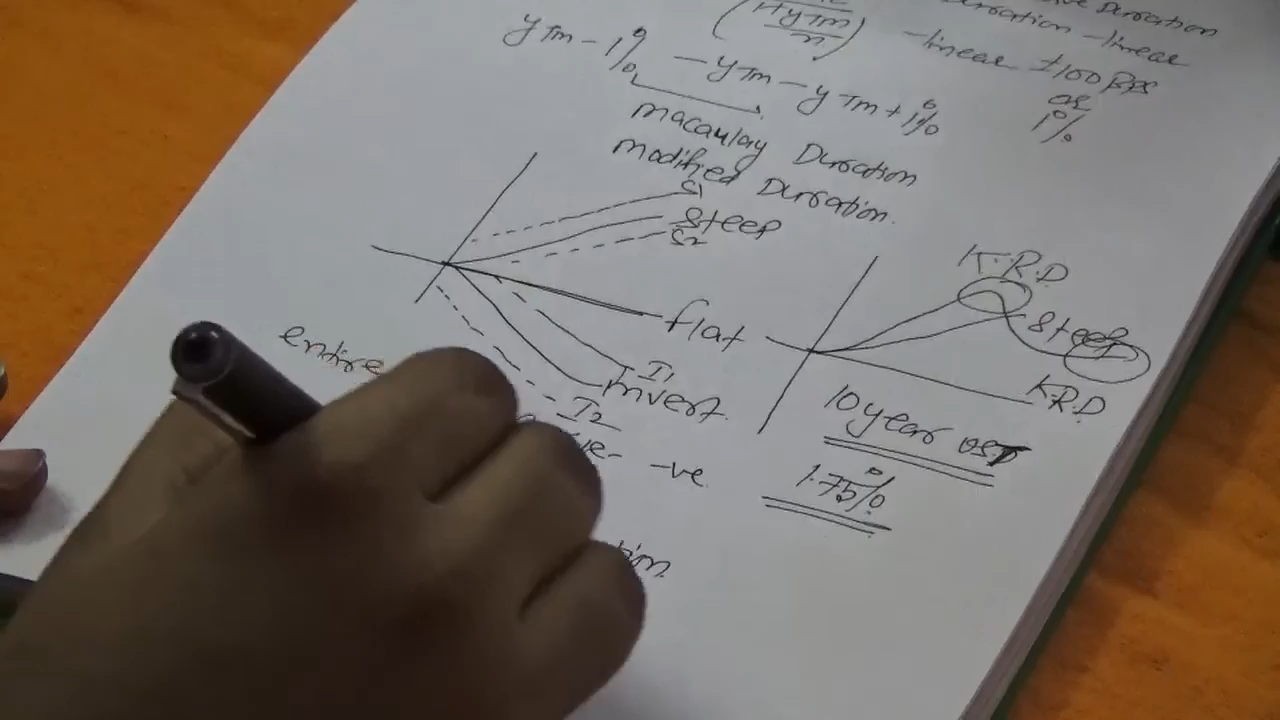 Duration
(1+YTM/n)
Duration -linear
-linear ±100 BPS
or
1%
YTM - 1% - YTM - YTM + 1%
macaulay Duration
modified Duration.
S1
Steep
S2
flat
I1
Invert.
I2
entire
-ve
K.R.D
Steep
K.R.D
10 year UST
1.75%